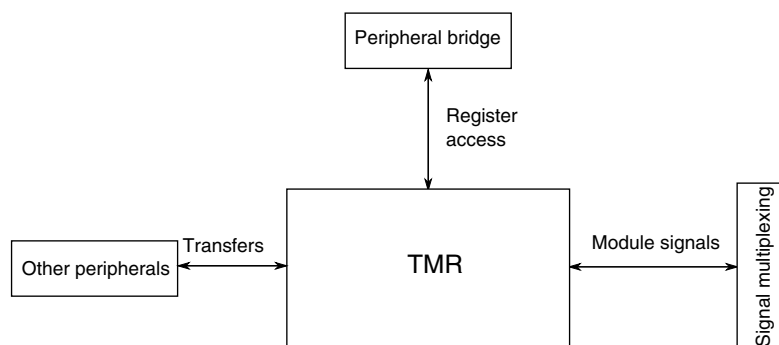 Peripheral bridge
Register
access
Transfers
Other peripherals
TMR
Module signals
Signal multiplexing